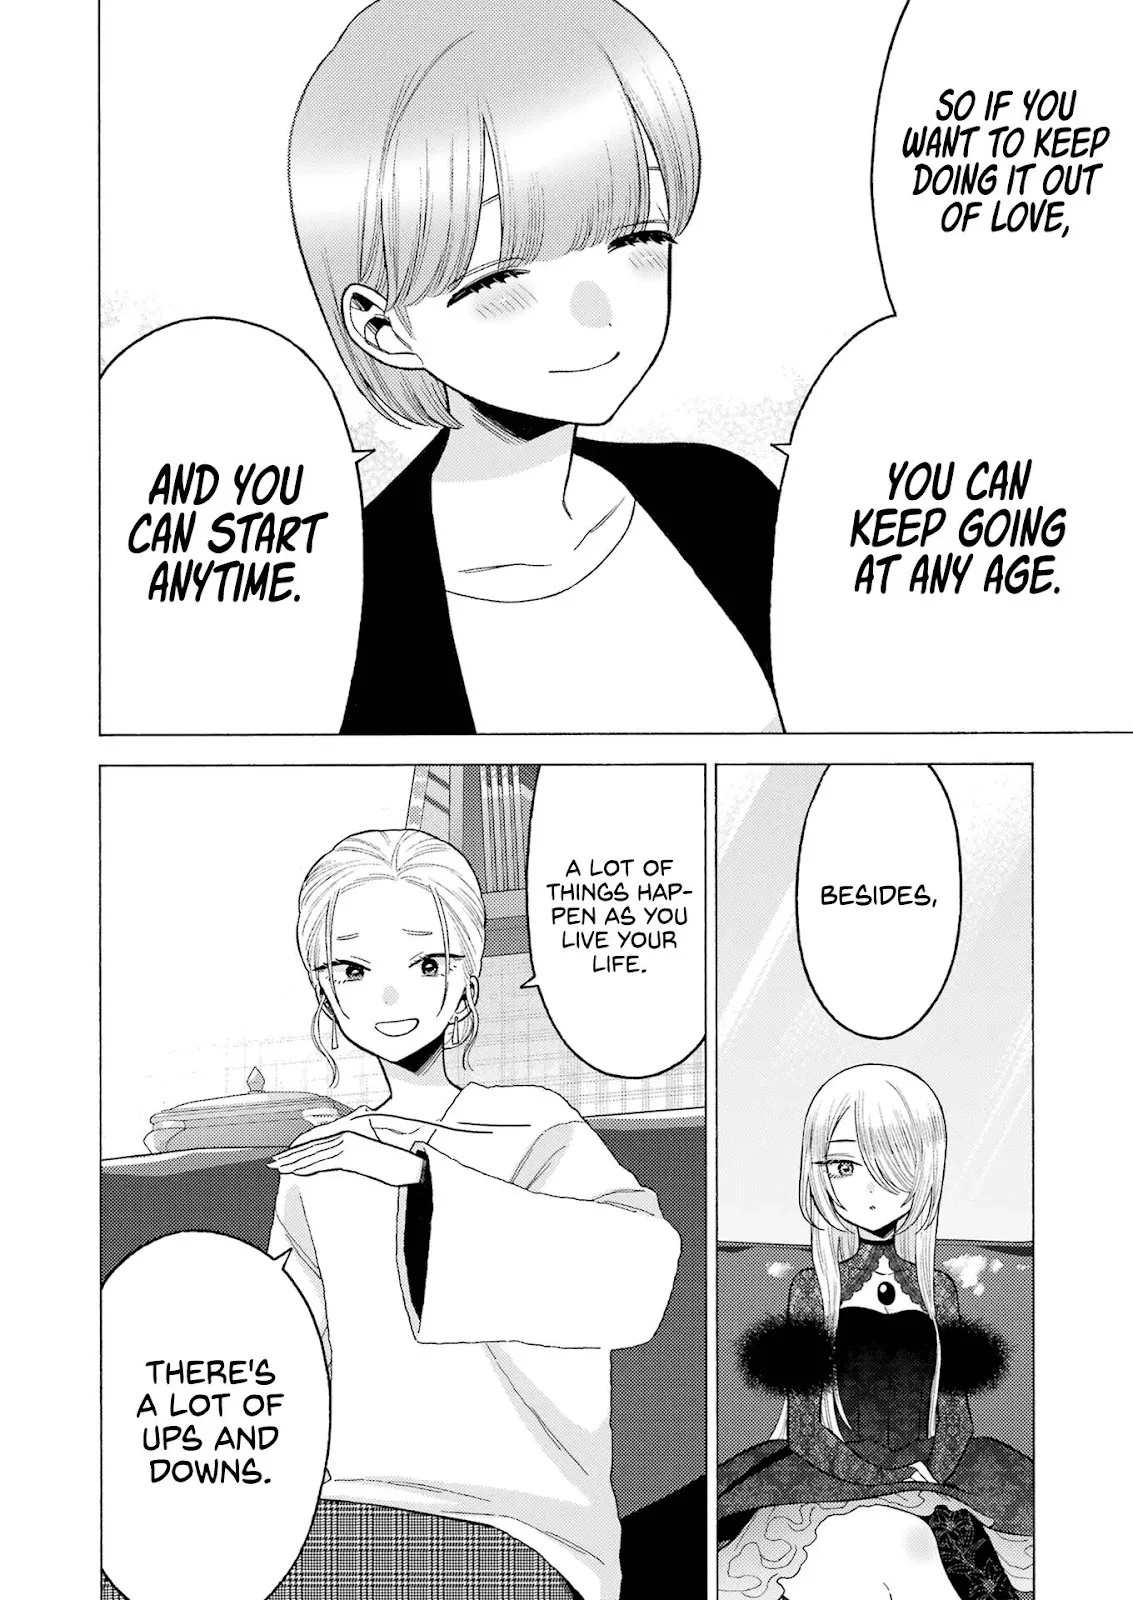 SO IF YOU
WANT TO KEEP
DOING IT OUT
OF LOVE,
YOU CAN
KEEP GOING
AT ANY AGE.
AND YOU
CAN START
ANYTIME.
BESIDES,
A LOT OF
THINGS HAP-
PEN AS YOU
LIVE YOUR
LIFE.
THERE'S
A LOT OF
UPS AND
DOWNS.